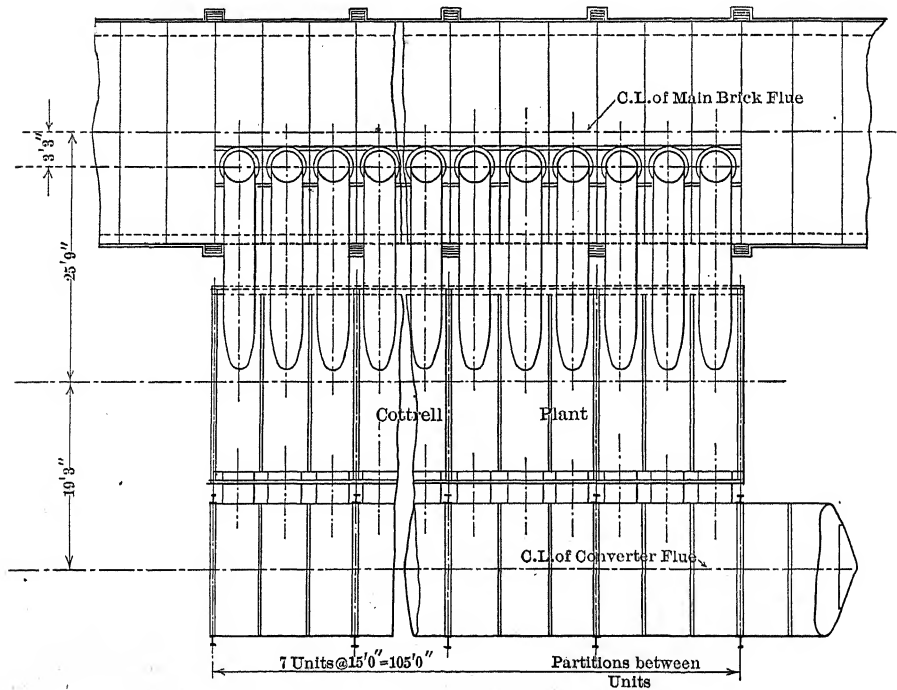 C.L. of Main Brick Flue
3'3"
25'9"
Cottrell Plant
19'3"
C.L. of Converter Flue
7 Units @ 15'0" = 105'0"
Partitions between
Units